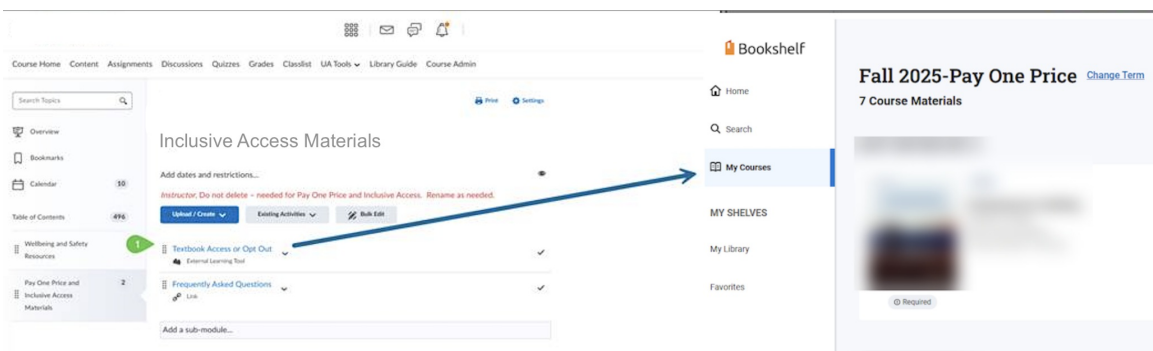 Course Home Content Assignments Discussions Quizzes Grades Classlist UA Tools Library Guide Course Admin
Search Topics
Overview
Bookmarks
Calendar 10
Table of Contents 496
Wellbeing and Safety
Resources
Pay One Price and 2
Inclusive Access
Materials
Print Settings
Inclusive Access Materials
Add dates and restrictions...
Instructor, Do not delete – needed for Pay One Price and Inclusive Access. Rename as needed.
Upload / Create Existing Activities Bulk Edit
1
Textbook Access or Opt Out
External Learning Tool
Frequently Asked Questions
Link
Add a sub-module...
Bookshelf
Home
Search
My Courses
MY SHELVES
My Library
Favorites
Fall 2025-Pay One Price Change Term
7 Course Materials
Required